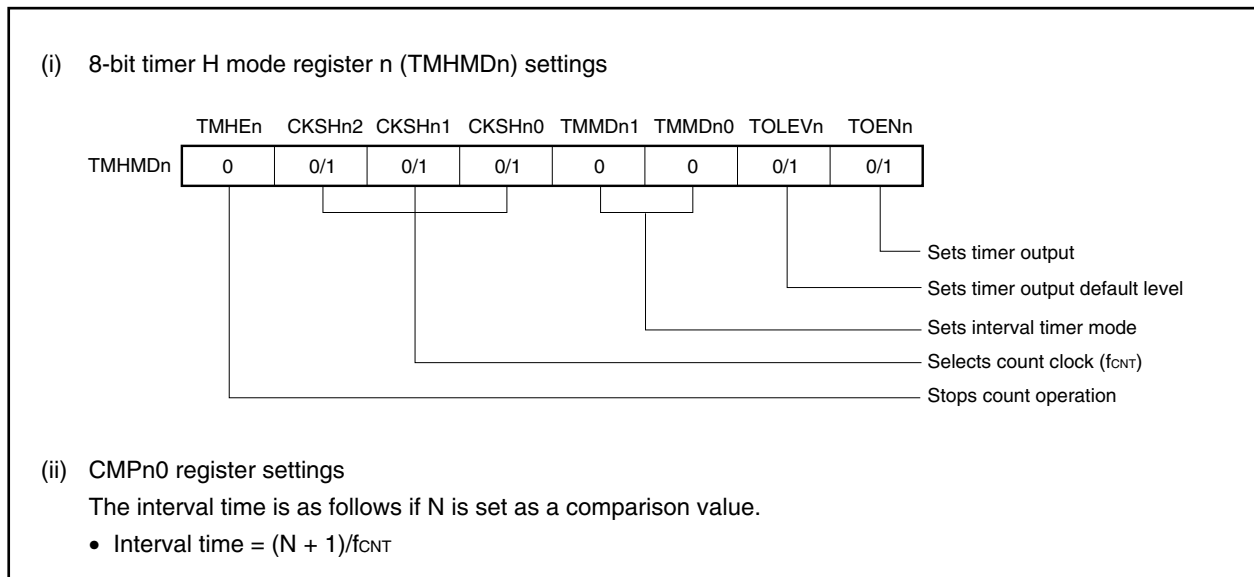 (i) 8-bit timer H mode register n (TMHMDn) settings
TMHEn CKSHn2 CKSHn1 CKSHn0 TMMDn1 TMMDn0 TOLEVn TOENn
TMHMDn 0 0/1 0/1 0/1 0 0 0/1 0/1
Sets timer output
Sets timer output default level
Sets interval timer mode
Selects count clock (fCNT)
Stops count operation
(ii) CMPn0 register settings
The interval time is as follows if N is set as a comparison value.
• Interval time = (N + 1)/fCNT